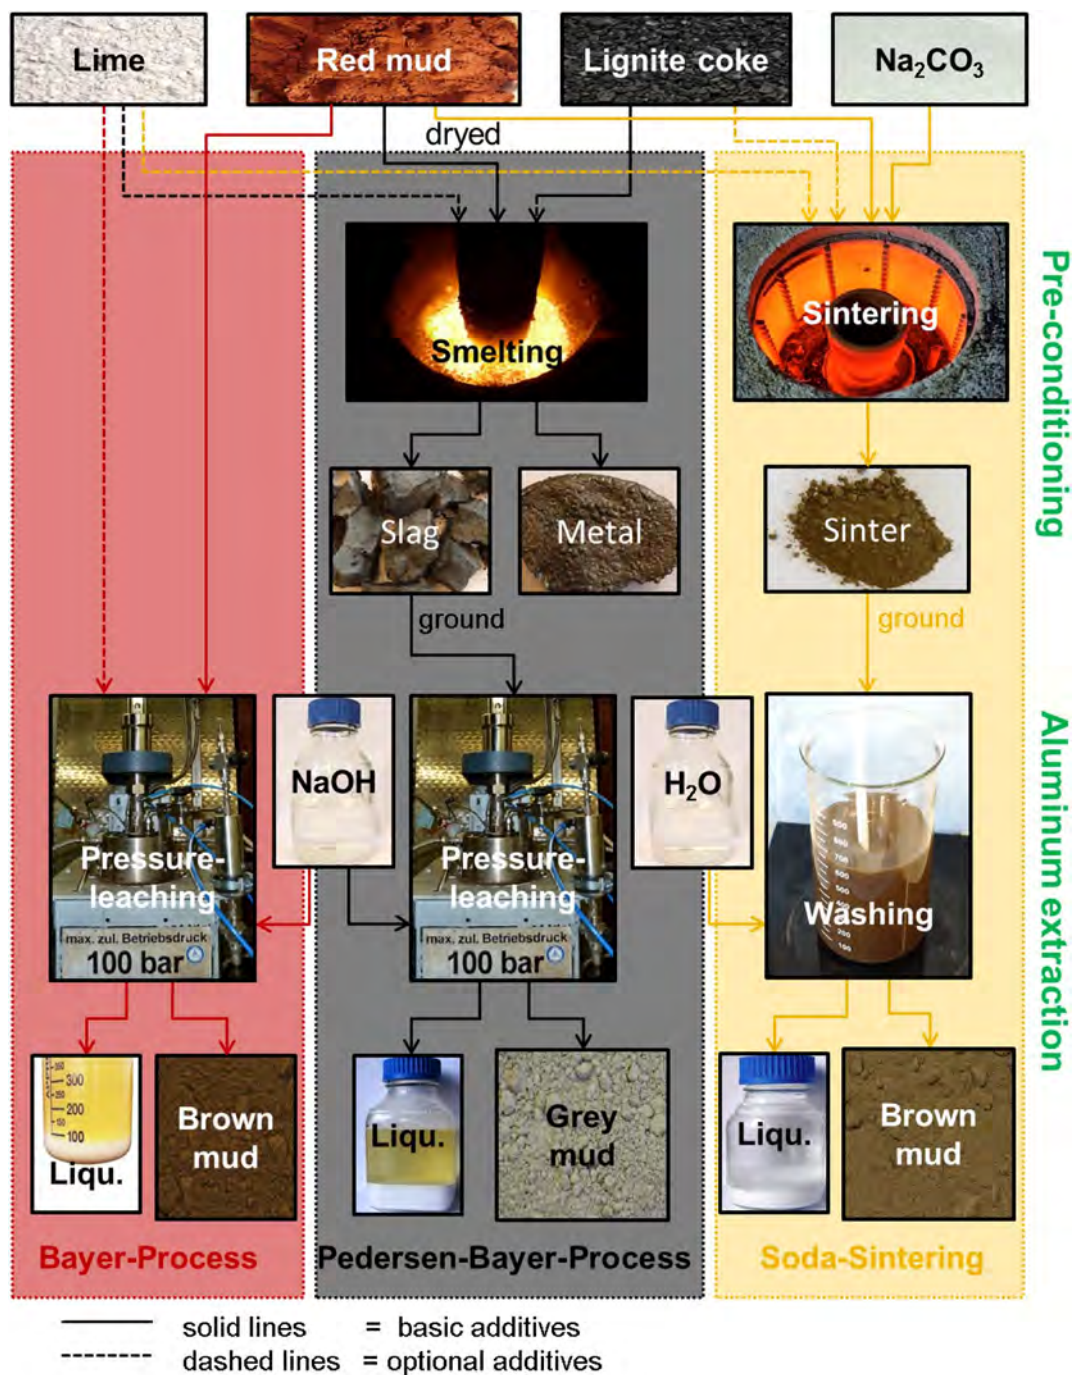 Lime
Red mud
Lignite coke
Na₂CO₃
dryed
Smelting
Sintering
Pre-conditioning
Slag
Metal
Sinter
ground
ground
NaOH
H₂O
Pressure-
leaching
max. zul. Betriebsdruck
100 bar
Pressure-
leaching
max. zul. Betriebsdruck
100 bar
Washing
Aluminum extraction
300
200
100
Liqu.
Brown
mud
Liqu.
Grey
mud
Liqu.
Brown
mud
Bayer-Process
Pedersen-Bayer-Process
Soda-Sintering
solid lines = basic additives
dashed lines = optional additives